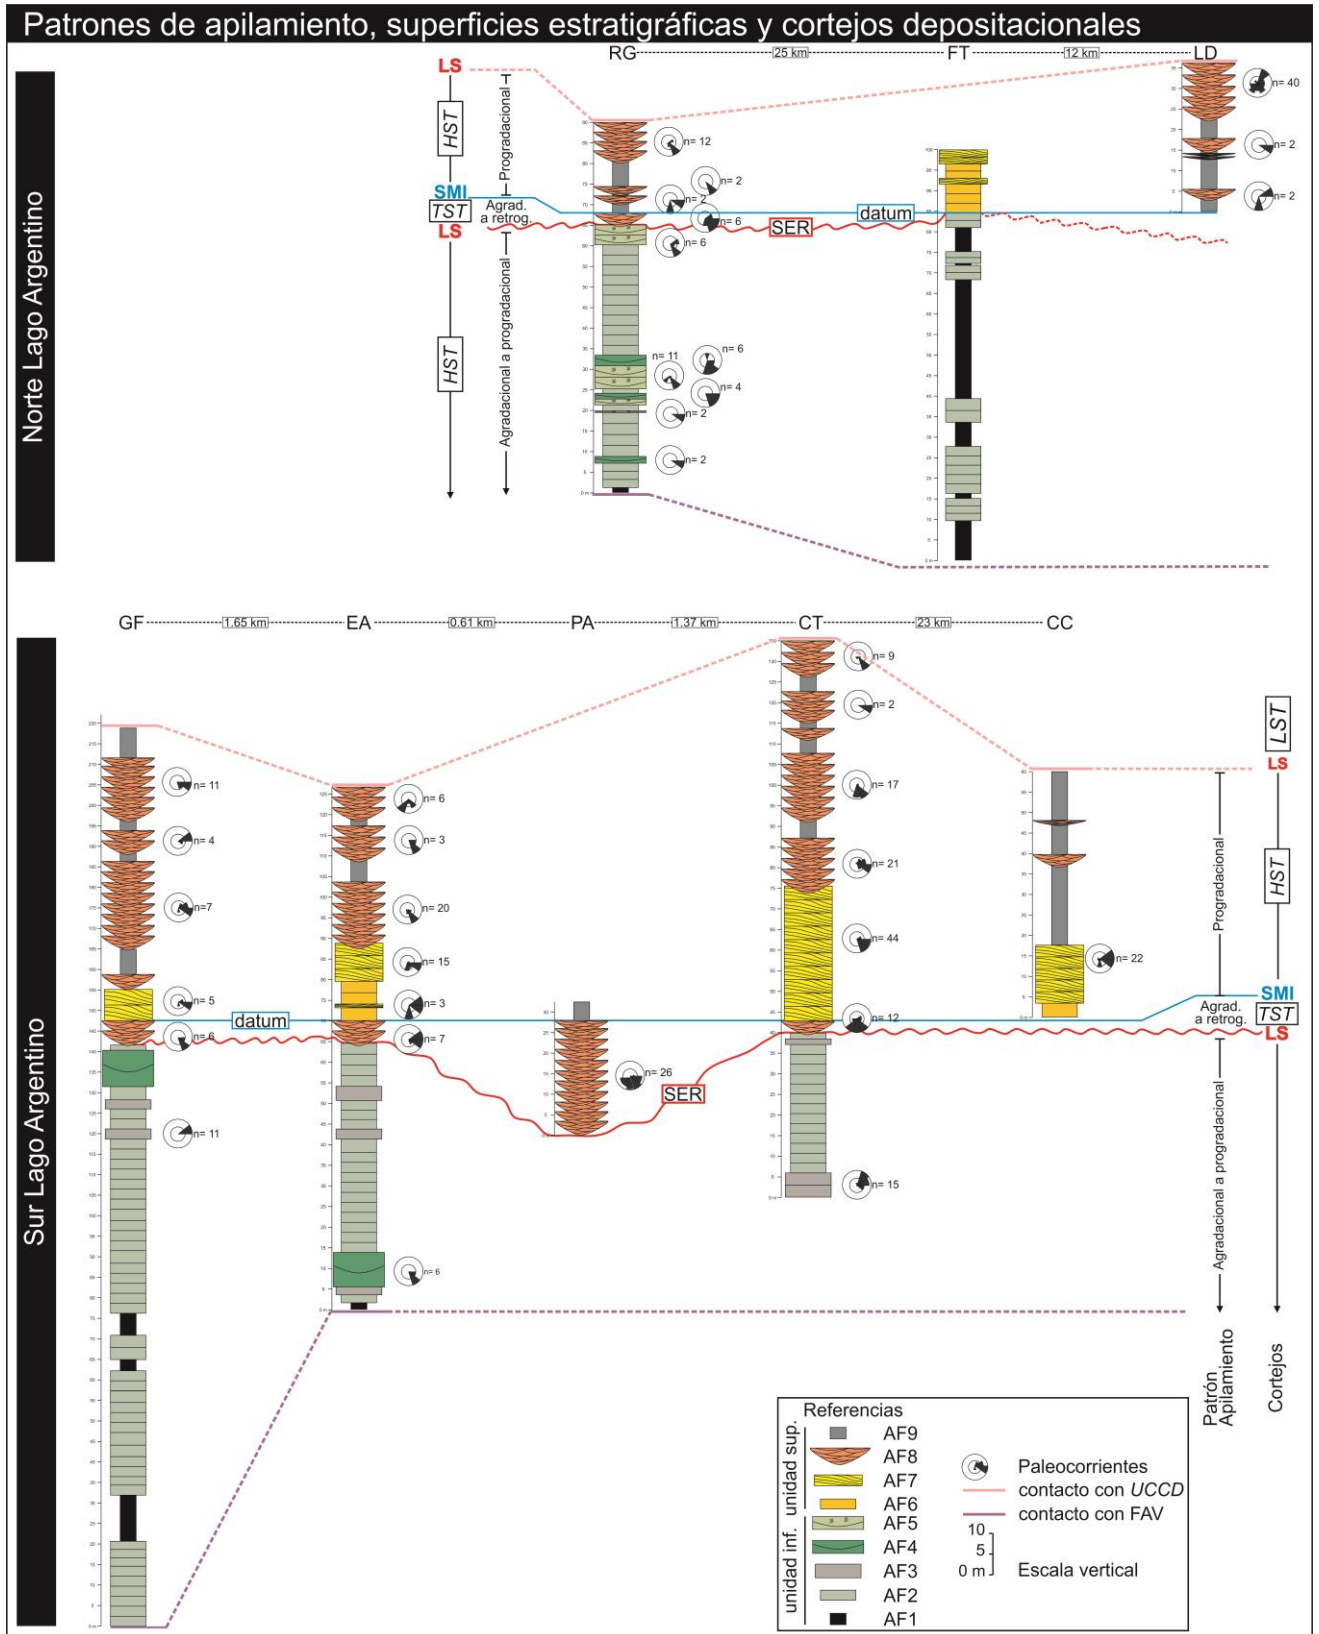 Patrones de apilamiento, superficies estratigráficas y cortejos depositacionales
Norte Lago Argentino
RG 25 km FT 12 km LD
LS
HST
Progradacional
SMI
TST
Agrad.
a retrog.
LS
HST
Agradacional a progradacional
n= 12
n= 2
n= 2
n= 6
n= 6
n= 11
n= 6
n= 4
n= 2
n= 2
SER
datum
n= 40
n= 2
n= 2
Sur Lago Argentino
GF 1.65 km EA 0.61 km PA 1.37 km CT 23 km CC
n= 11
n= 4
n=7
n= 5
n= 6
n= 11
datum
n= 6
n= 3
n= 20
n= 15
n= 3
n= 7
n= 6
n= 26
SER
n= 9
n= 2
n= 17
n= 21
n= 44
n= 12
n= 15
n= 22
LST
LS
HST
Progradacional
SMI
Agrad.
a retrog.
TST
LS
Agradacional a progradacional
Patrón
Apilamiento
Cortejos
Referencias
unidad sup.
AF9
AF8
AF7
AF6
unidad inf.
AF5
AF4
AF3
AF2
AF1
Paleocorrientes
contacto con UCCD
contacto con FAV
10
5
0 m
Escala vertical